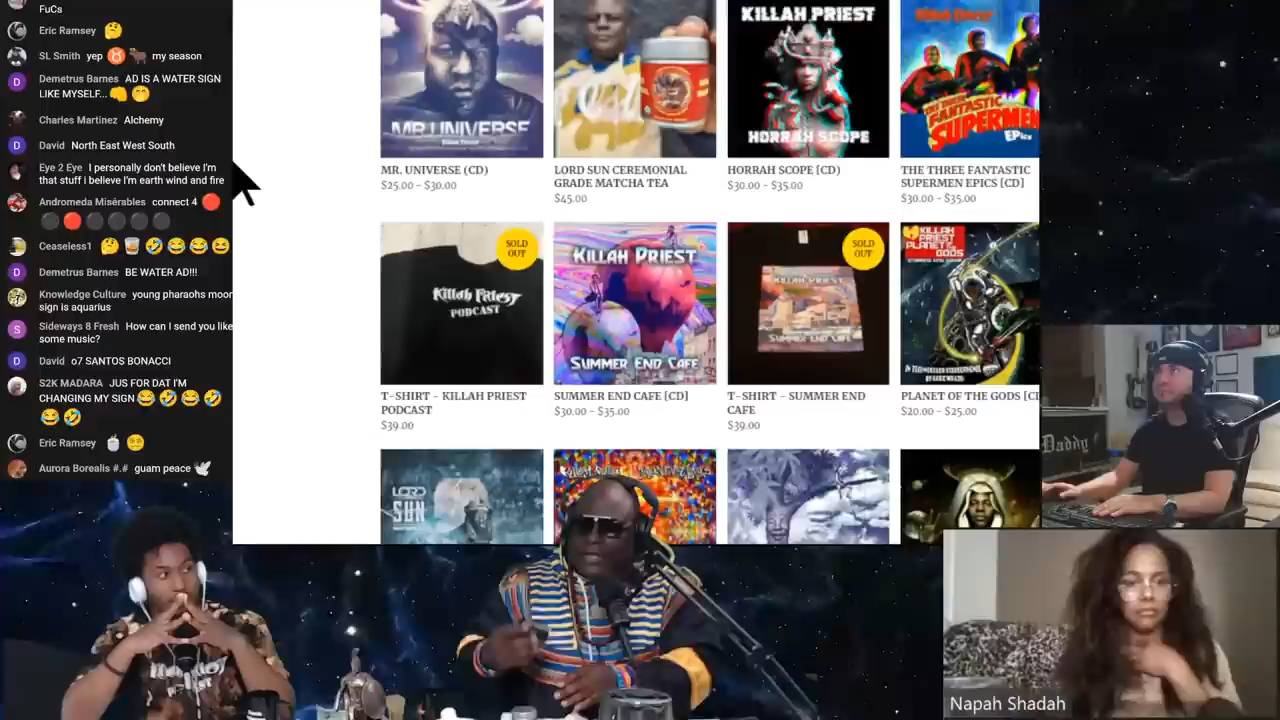 FuCs
Eric Ramsey 🤔
SL Smith yep ♉ 🐂 my season
Demetrus Barnes AD IS A WATER SIGN
LIKE MYSELF... 👊 🤭
Charles Martinez Alchemy
D David North East West South
Eye 2 Eye I personally don't believe I'm
that stuff i believe I'm earth wind and fire
Andromeda Misérables connect 4 🔴
⚫ 🔴 ⚫ ⚫ ⚫ ⚫
Ceaseless1 🤔 🥃 🤣 😂 😂 😆
D Demetrus Barnes BE WATER AD!!!
Knowledge Culture young pharaohs moon
sign is aquarius
S Sideways 8 Fresh How can I send you like
some music?
D David o7 SANTOS BONACCI
S2K MADARA JUS FOR DAT I'M
CHANGING MY SIGN 😂 🤣 😂 🤣
😂 🤣
Eric Ramsey ☕ 😵‍💫
Aurora Borealis #.# guam peace 🕊
MR UNIVERSE
MR. UNIVERSE (CD)
$25.00 – $30.00
LORD SUN CEREMONIAL
GRADE MATCHA TEA
$45.00
KILLAH PRIEST
HORRAH SCOPE
HORRAH SCOPE [CD]
$30.00 – $35.00
THE THREE
FANTASTIC
SUPERMEN
EPics
THE THREE FANTASTIC
SUPERMEN EPICS [CD]
$30.00 – $35.00
SOLD
OUT
Killah Priest
PODCAST
T-SHIRT – KILLAH PRIEST
PODCAST
$39.00
KILLAH PRIEST
SUMMER END CAFE
SUMMER END CAFE [CD]
$30.00 – $35.00
SOLD
OUT
KILLAH PRIEST
SUMMER END CAFE
T-SHIRT – SUMMER END
CAFE
$39.00
KILLAH
PRIEST
PLANET OF THE
GODS
PLANET OF THE GODS [CD
$20.00 – $25.00
LORD
SUN
Daddy
Napah Shadah